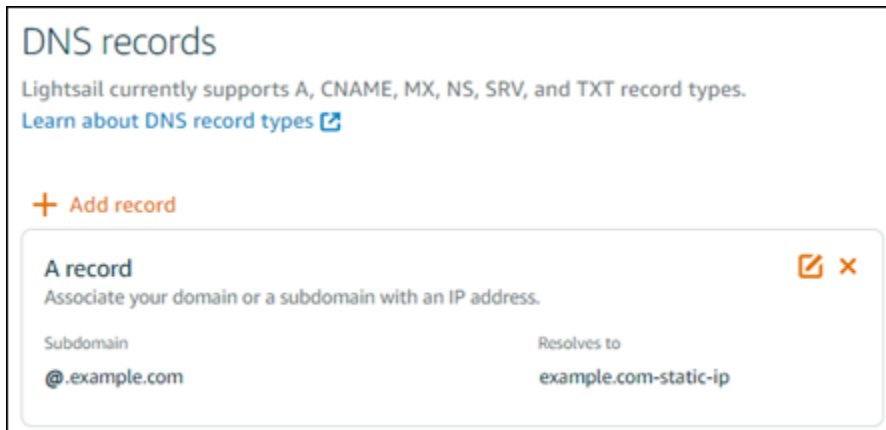 DNS records
Lightsail currently supports A, CNAME, MX, NS, SRV, and TXT record types.
Learn about DNS record types
Add record
A record
Associate your domain or a subdomain with an IP address.
Subdomain
Resolves to
@.example.com
example.com-static-ip